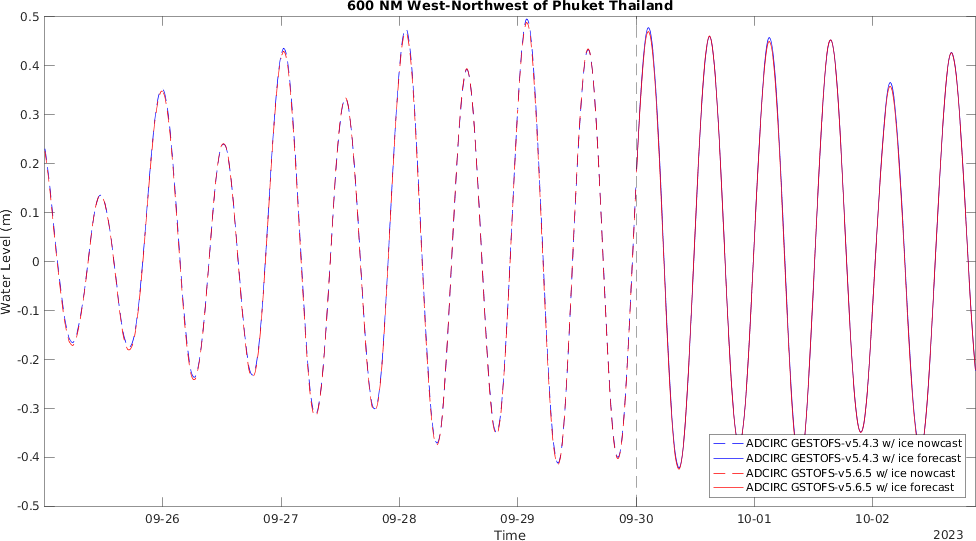 600 NM West-Northwest of Phuket Thailand
0.5
0.4
0.3
0.2
0.1
0
-0.1
-0.2
-0.3
-0.4
-0.5
Water Level (m)
ADCIRC GESTOFS-v5.4.3 w/ ice nowcast
ADCIRC GESTOFS-v5.4.3 w/ ice forecast
ADCIRC GSTOFS-v5.6.5 w/ ice nowcast
ADCIRC GSTOFS-v5.6.5 w/ ice forecast
09-26 09-27 09-28 09-29 09-30 10-01 10-02
Time
2023